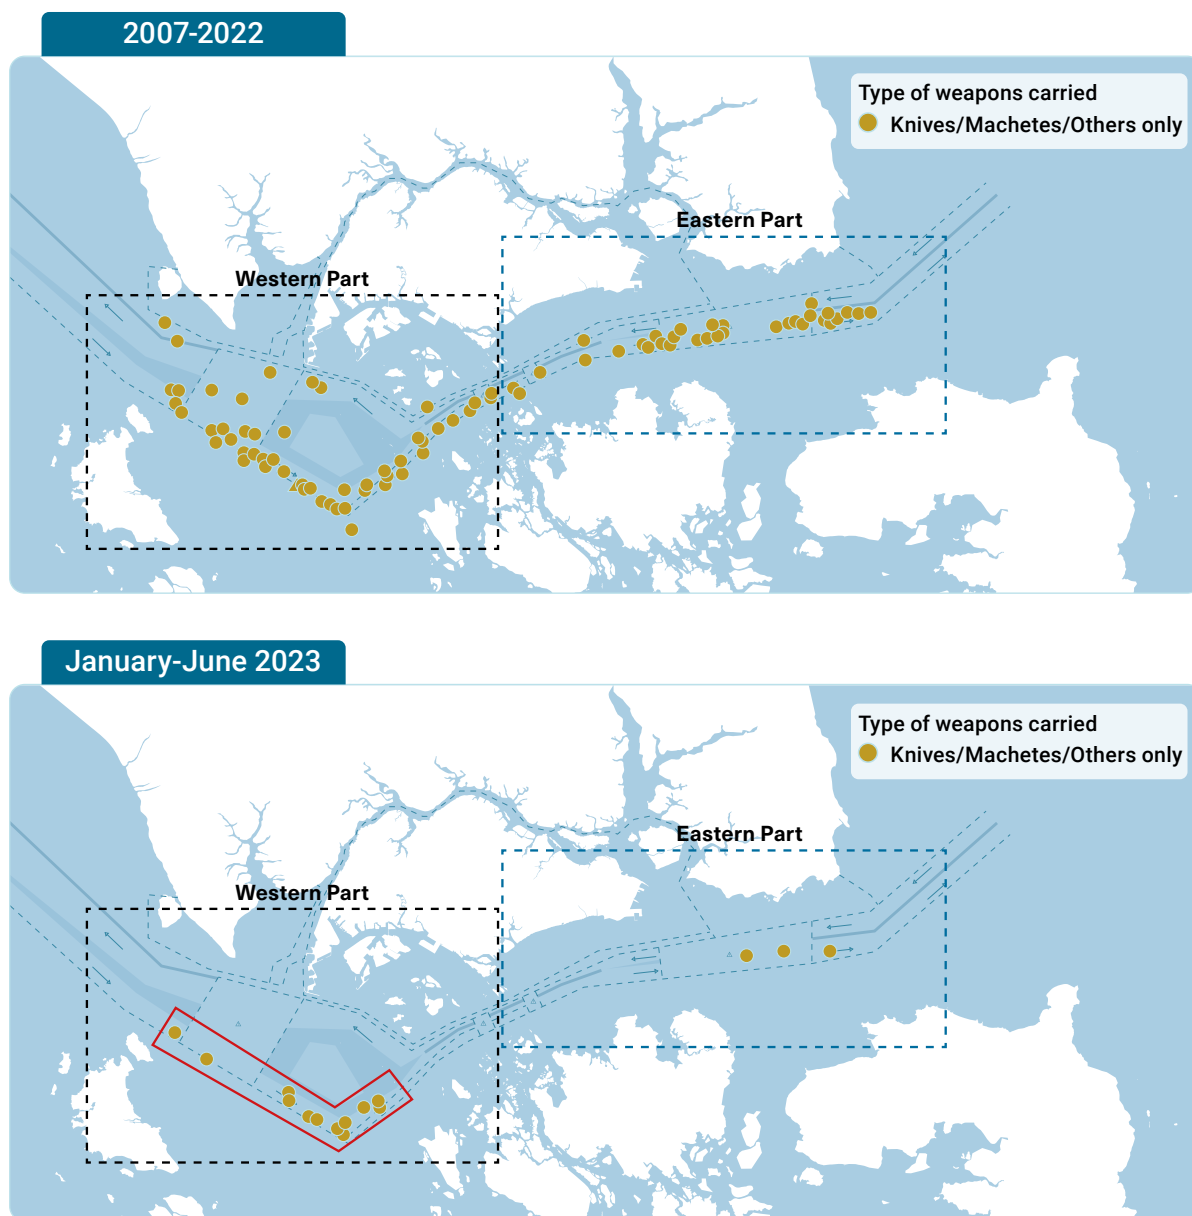 2007-2022
Type of weapons carried
Knives/Machetes/Others only
Eastern Part
Western Part
January-June 2023
Type of weapons carried
Knives/Machetes/Others only
Eastern Part
Western Part